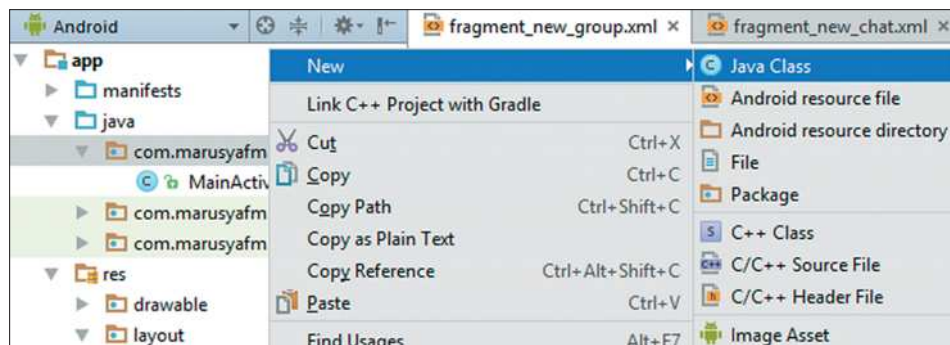 Android
fragment_new_group.xml ×
fragment_new_chat.xml ×
app
manifests
java
com.marusyafm
MainActiv
com.marusyafm
com.marusyafm
res
drawable
layout
New
Link C++ Project with Gradle
Cut Ctrl+X
Copy Ctrl+C
Copy Path Ctrl+Shift+C
Copy as Plain Text
Copy Reference Ctrl+Alt+Shift+C
Paste Ctrl+V
Find Usages Alt+F7
Java Class
Android resource file
Android resource directory
File
Package
C++ Class
C/C++ Source File
C/C++ Header File
Image Asset